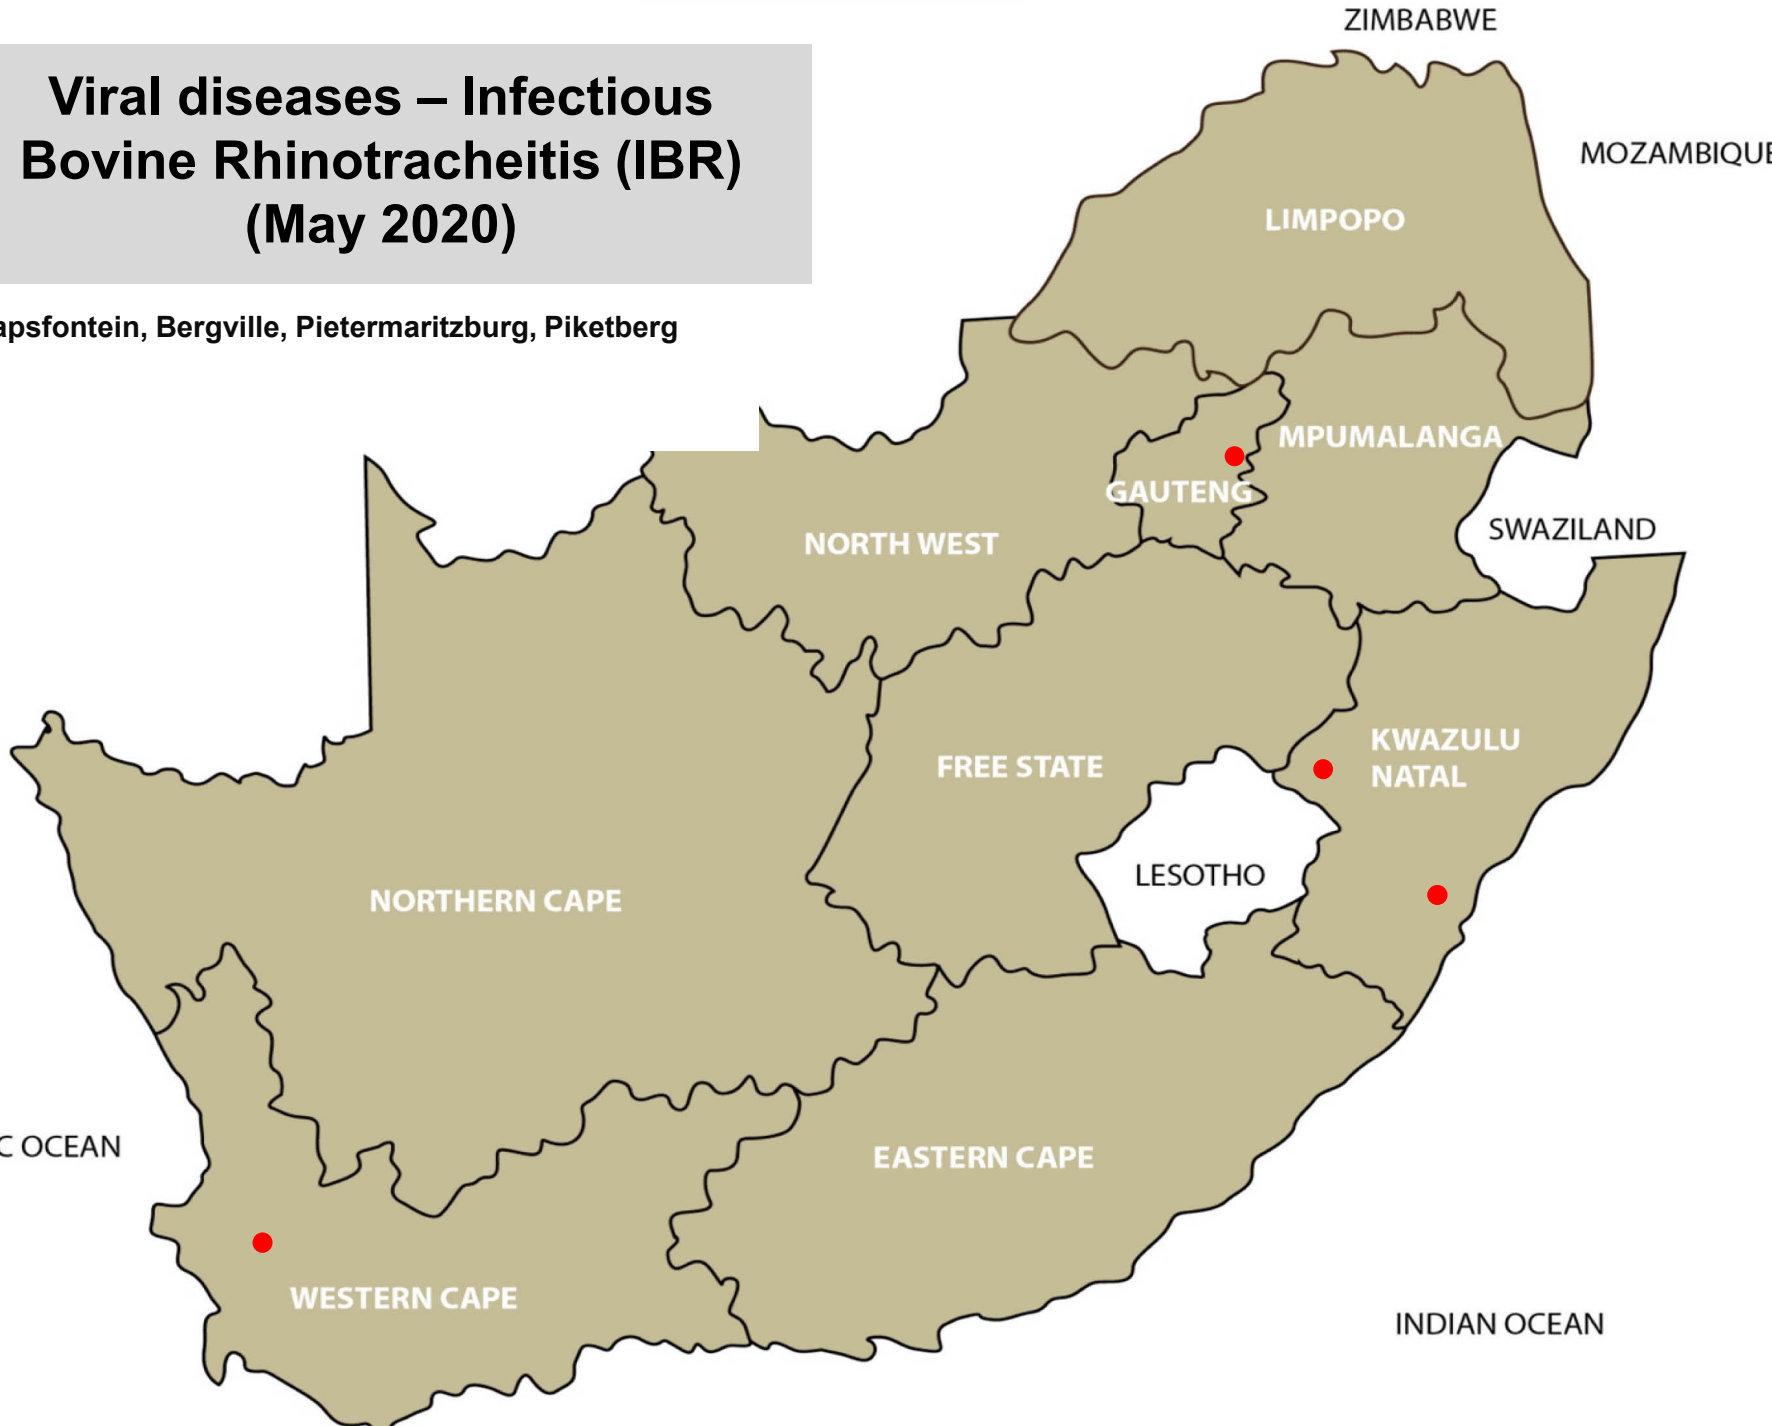 ZIMBABWE
Viral diseases – Infectious
Bovine Rhinotracheitis (IBR)
(May 2020)
MOZAMBIQUE
LIMPOPO
apsfontein, Bergville, Pietermaritzburg, Piketberg
MPUMALANGA
GAUTENG
SWAZILAND
NORTH WEST
KWAZULU
NATAL
FREE STATE
LESOTHO
NORTHERN CAPE
C OCEAN
EASTERN CAPE
WESTERN CAPE
INDIAN OCEAN